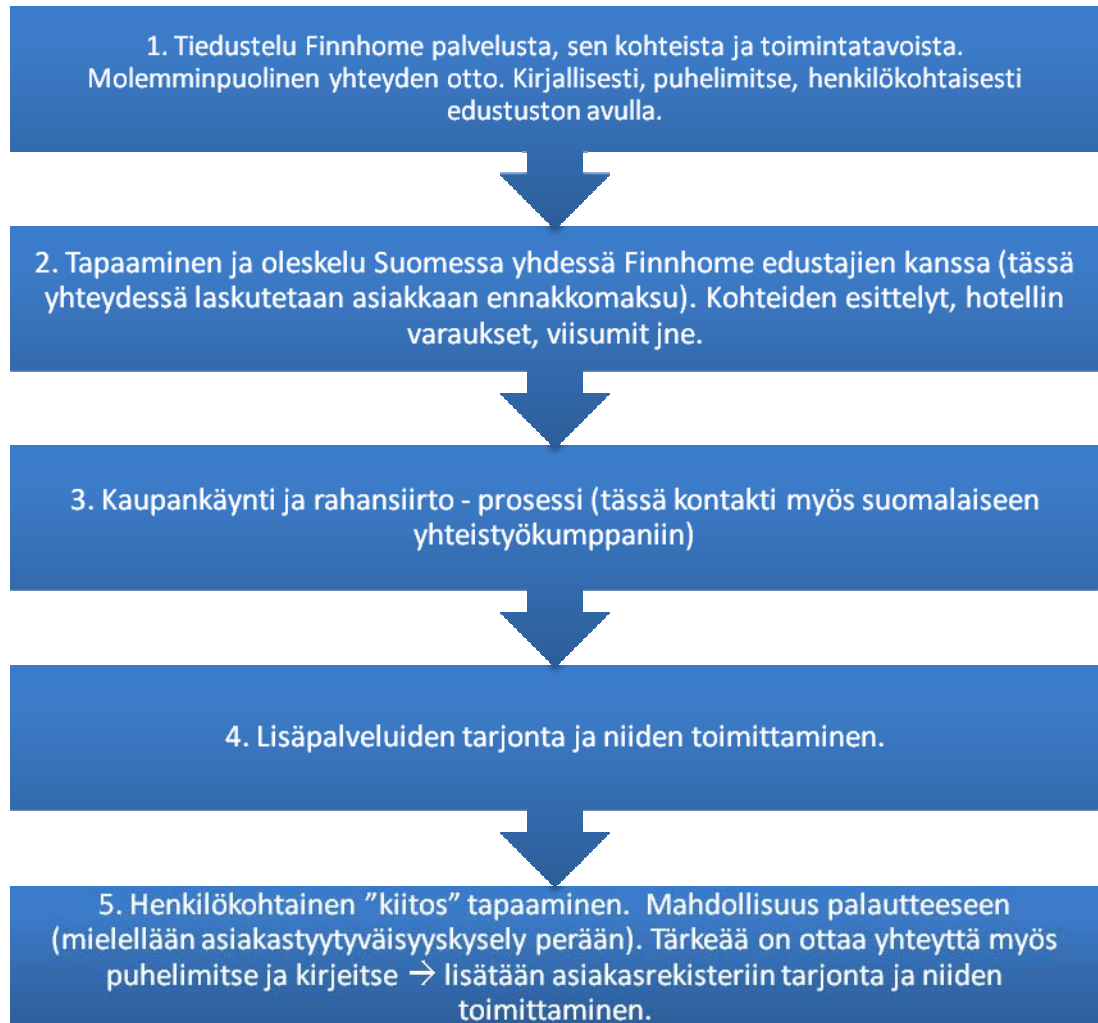 1. Tiedustelu Finnhome palvelusta, sen kohteista ja toimintatavoista.
Molemminpuolinen yhteyden otto. Kirjallisesti, puhelimitse, henkilökohtaisesti
edustuston avulla.
2. Tapaaminen ja oleskelu Suomessa yhdessä Finnhome edustajien kanssa (tässä
yhteydessä laskutetaan asiakkaan ennakkomaksu). Kohteiden esittelyt, hotellin
varaukset, viisumit jne.
3. Kaupankäynti ja rahansiirto - prosessi (tässä kontakti myös suomalaiseen
yhteistyökumppaniin)
4. Lisäpalveluiden tarjonta ja niiden toimittaminen.
5. Henkilökohtainen ”kiitos” tapaaminen. Mahdollisuus palautteeseen
(mielellään asiakastyytyväisyyskysely perään). Tärkeää on ottaa yhteyttä myös
puhelimitse ja kirjeitse → lisätään asiakasrekisteriin tarjonta ja niiden
toimittaminen.